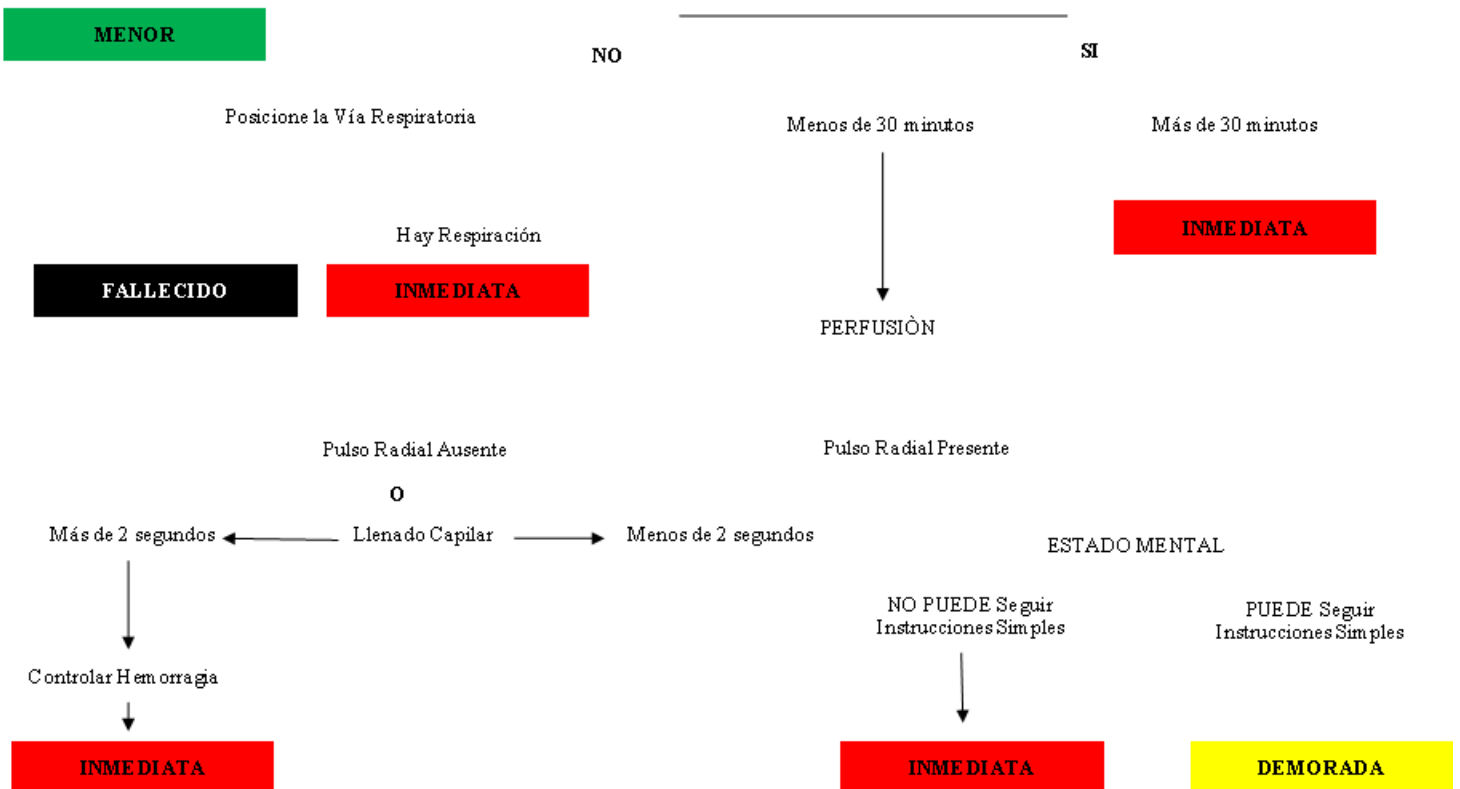 MENOR
NO
SI
Posicione la Vía Respiratoria
Menos de 30 minutos
Más de 30 minutos
Hay Respiración
INMEDIATA
FALLECIDO
INMEDIATA
PERFUSIÒN
Pulso Radial Ausente
Pulso Radial Presente
O
Más de 2 segundos
Llenado Capilar
Menos de 2 segundos
ESTADO MENTAL
NO PUEDE Seguir
Instrucciones Simples
PUEDE Seguir
Instrucciones Simples
Controlar Hemorragia
INMEDIATA
INMEDIATA
DEMORADA